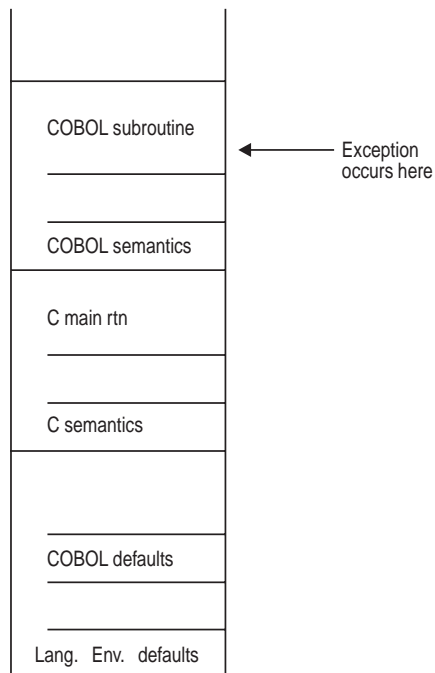 COBOL subroutine
Exception
occurs here
COBOL semantics
C main rtn
C semantics
COBOL defaults
Lang. Env. defaults